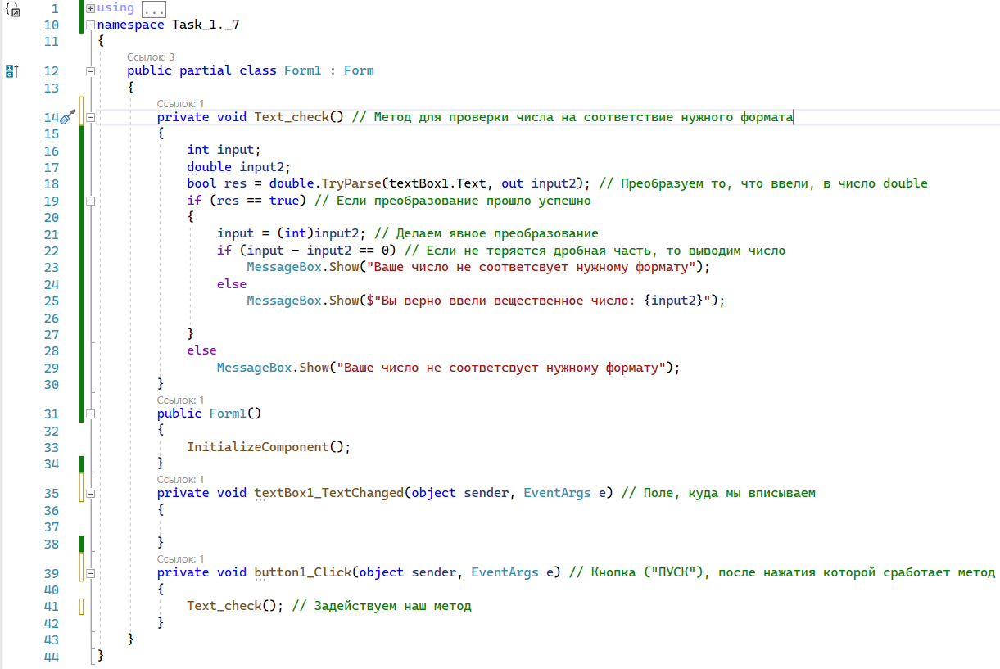 1 using ...
10 namespace Task_1._7
11 {
Ссылок: 3
12 public partial class Form1 : Form
13 {
Ссылок: 1
14 private void Text_check() // Метод для проверки числа на соответствие нужного формата
15 {
16 int input;
17 double input2;
18 bool res = double.TryParse(textBox1.Text, out input2); // Преобразуем то, что ввели, в число double
19 if (res == true) // Если преобразование прошло успешно
20 {
21 input = (int)input2; // Делаем явное преобразование
22 if (input - input2 == 0) // Если не теряется дробная часть, то выводим число
23 MessageBox.Show("Ваше число не соответсвует нужному формату");
24 else
25 MessageBox.Show($"Вы верно ввели вещественное число: {input2}");
26
27 }
28 else
29 MessageBox.Show("Ваше число не соответсвует нужному формату");
30 }
Ссылок: 1
31 public Form1()
32 {
33 InitializeComponent();
34 }
Ссылок: 1
35 private void textBox1_TextChanged(object sender, EventArgs e) // Поле, куда мы вписываем
36 {
37
38 }
Ссылок: 1
39 private void button1_Click(object sender, EventArgs e) // Кнопка ("ПУСК"), после нажатия которой сработает метод
40 {
41 Text_check(); // Задействуем наш метод
42 }
43 }
44 }